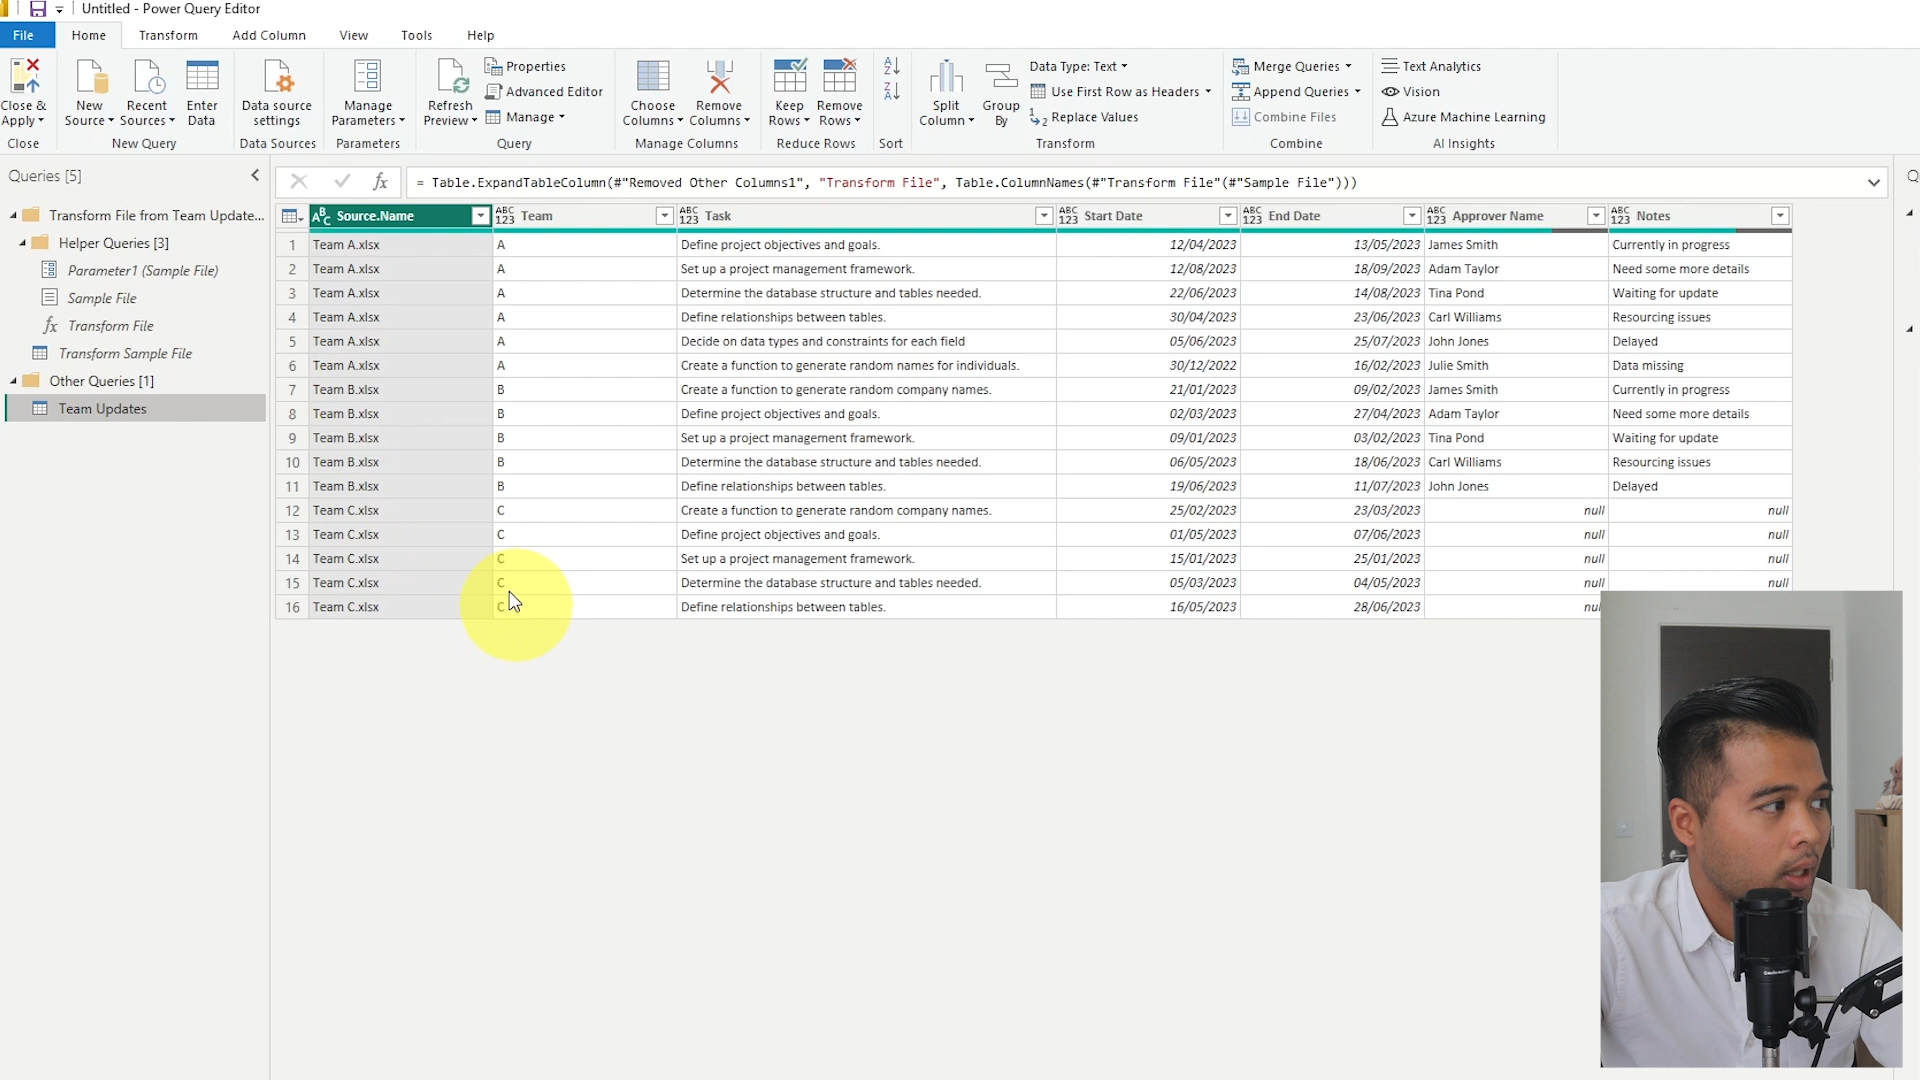 Untitled - Power Query Editor
File Home Transform Add Column View Tools Help
Close & Apply
New Source
Recent Sources
Enter Data
Data source settings
Manage Parameters
Refresh Preview
Properties
Advanced Editor
Manage
Choose Columns
Remove Columns
Keep Rows
Remove Rows
Split Column
Group By
Data Type: Text
Use First Row as Headers
Replace Values
Merge Queries
Append Queries
Combine Files
Text Analytics
Vision
Azure Machine Learning
Close New Query Data Sources Parameters Query Manage Columns Reduce Rows Sort Transform Combine AI Insights
Queries [5]
Transform File from Team Update...
Helper Queries [3]
Parameter1 (Sample File)
Sample File
fx Transform File
Transform Sample File
Other Queries [1]
Team Updates
fx = Table.ExpandTableColumn(#"Removed Other Columns1", "Transform File", Table.ColumnNames(#"Transform File"(#"Sample File")))
ABC Source.Name ABC 123 Team ABC 123 Task ABC 123 Start Date ABC 123 End Date ABC 123 Approver Name ABC 123 Notes
1 Team A.xlsx A Define project objectives and goals. 12/04/2023 13/05/2023 James Smith Currently in progress
2 Team A.xlsx A Set up a project management framework. 12/08/2023 18/09/2023 Adam Taylor Need some more details
3 Team A.xlsx A Determine the database structure and tables needed. 22/06/2023 14/08/2023 Tina Pond Waiting for update
4 Team A.xlsx A Define relationships between tables. 30/04/2023 23/06/2023 Carl Williams Resourcing issues
5 Team A.xlsx A Decide on data types and constraints for each field 05/06/2023 25/07/2023 John Jones Delayed
6 Team A.xlsx A Create a function to generate random names for individuals. 30/12/2022 16/02/2023 Julie Smith Data missing
7 Team B.xlsx B Create a function to generate random company names. 21/01/2023 09/02/2023 James Smith Currently in progress
8 Team B.xlsx B Define project objectives and goals. 02/03/2023 27/04/2023 Adam Taylor Need some more details
9 Team B.xlsx B Set up a project management framework. 09/01/2023 03/02/2023 Tina Pond Waiting for update
10 Team B.xlsx B Determine the database structure and tables needed. 06/05/2023 18/06/2023 Carl Williams Resourcing issues
11 Team B.xlsx B Define relationships between tables. 19/06/2023 11/07/2023 John Jones Delayed
12 Team C.xlsx C Create a function to generate random company names. 25/02/2023 23/03/2023 null null
13 Team C.xlsx C Define project objectives and goals. 01/05/2023 07/06/2023 null null
14 Team C.xlsx C Set up a project management framework. 15/01/2023 25/01/2023 null null
15 Team C.xlsx C Determine the database structure and tables needed. 05/03/2023 04/05/2023 null null
16 Team C.xlsx C Define relationships between tables. 16/05/2023 28/06/2023 nul